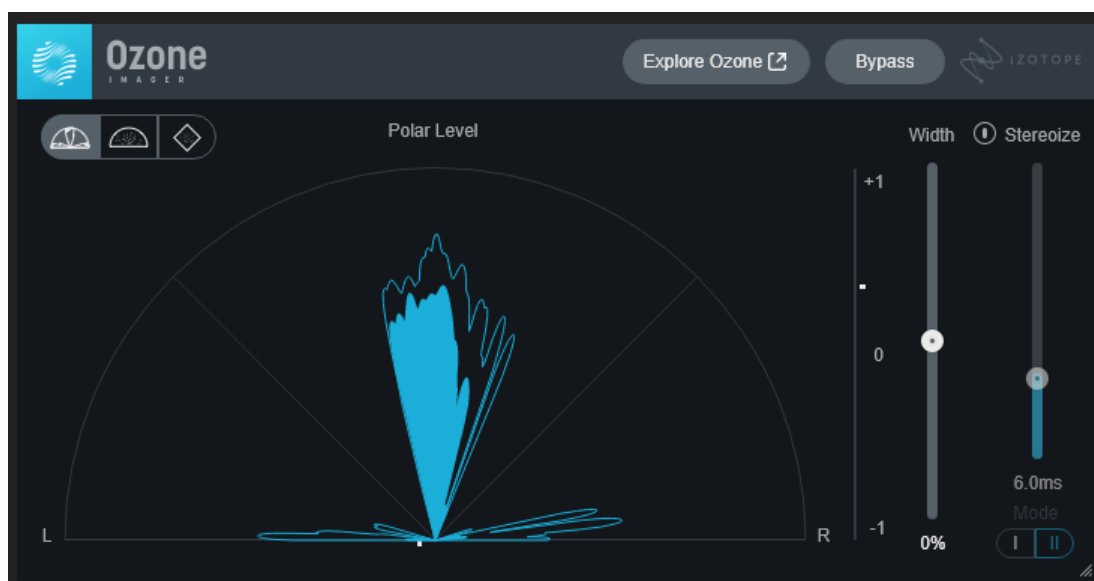 Ozone
IMAGER
Explore Ozone
Bypass
iZOTOPE
Polar Level
Width
Stereoize
+1
0
-1
L
R
0%
6.0ms
Mode
I
II